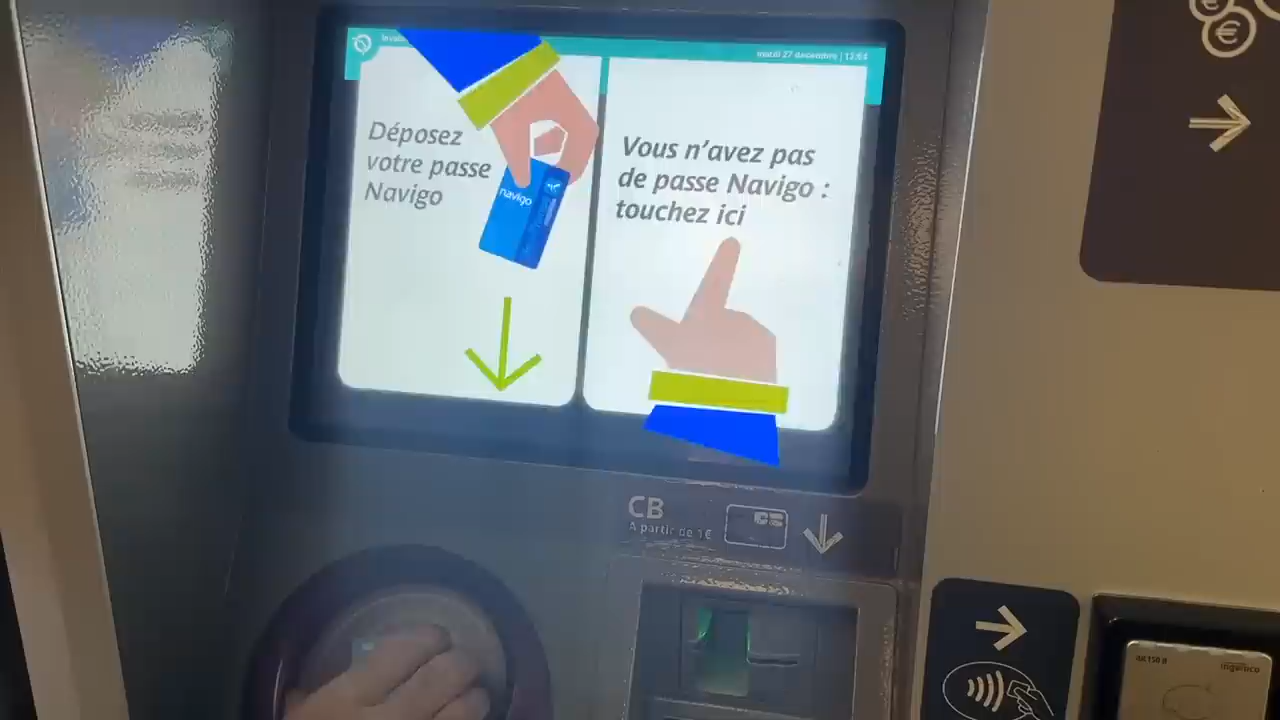 mardi 27 décembre | 12:54
Déposez
votre passe
Navigo
navigo
Vous n'avez pas
de passe Navigo :
touchez ici
CB
A partir de 1€
ingenico